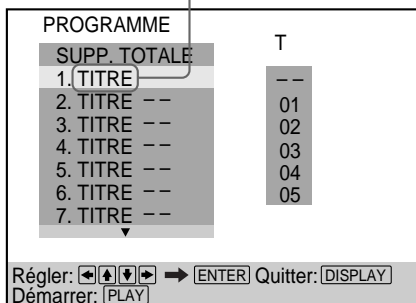 PROGRAMME
T
SUPP. TOTALE
1. TITRE
2. TITRE – –
3. TITRE – –
4. TITRE – –
5. TITRE – –
6. TITRE – –
7. TITRE – –
– –
01
02
03
04
05
Régler: ←↑↓→ ➡ ENTER Quitter: DISPLAY
Démarrer: PLAY